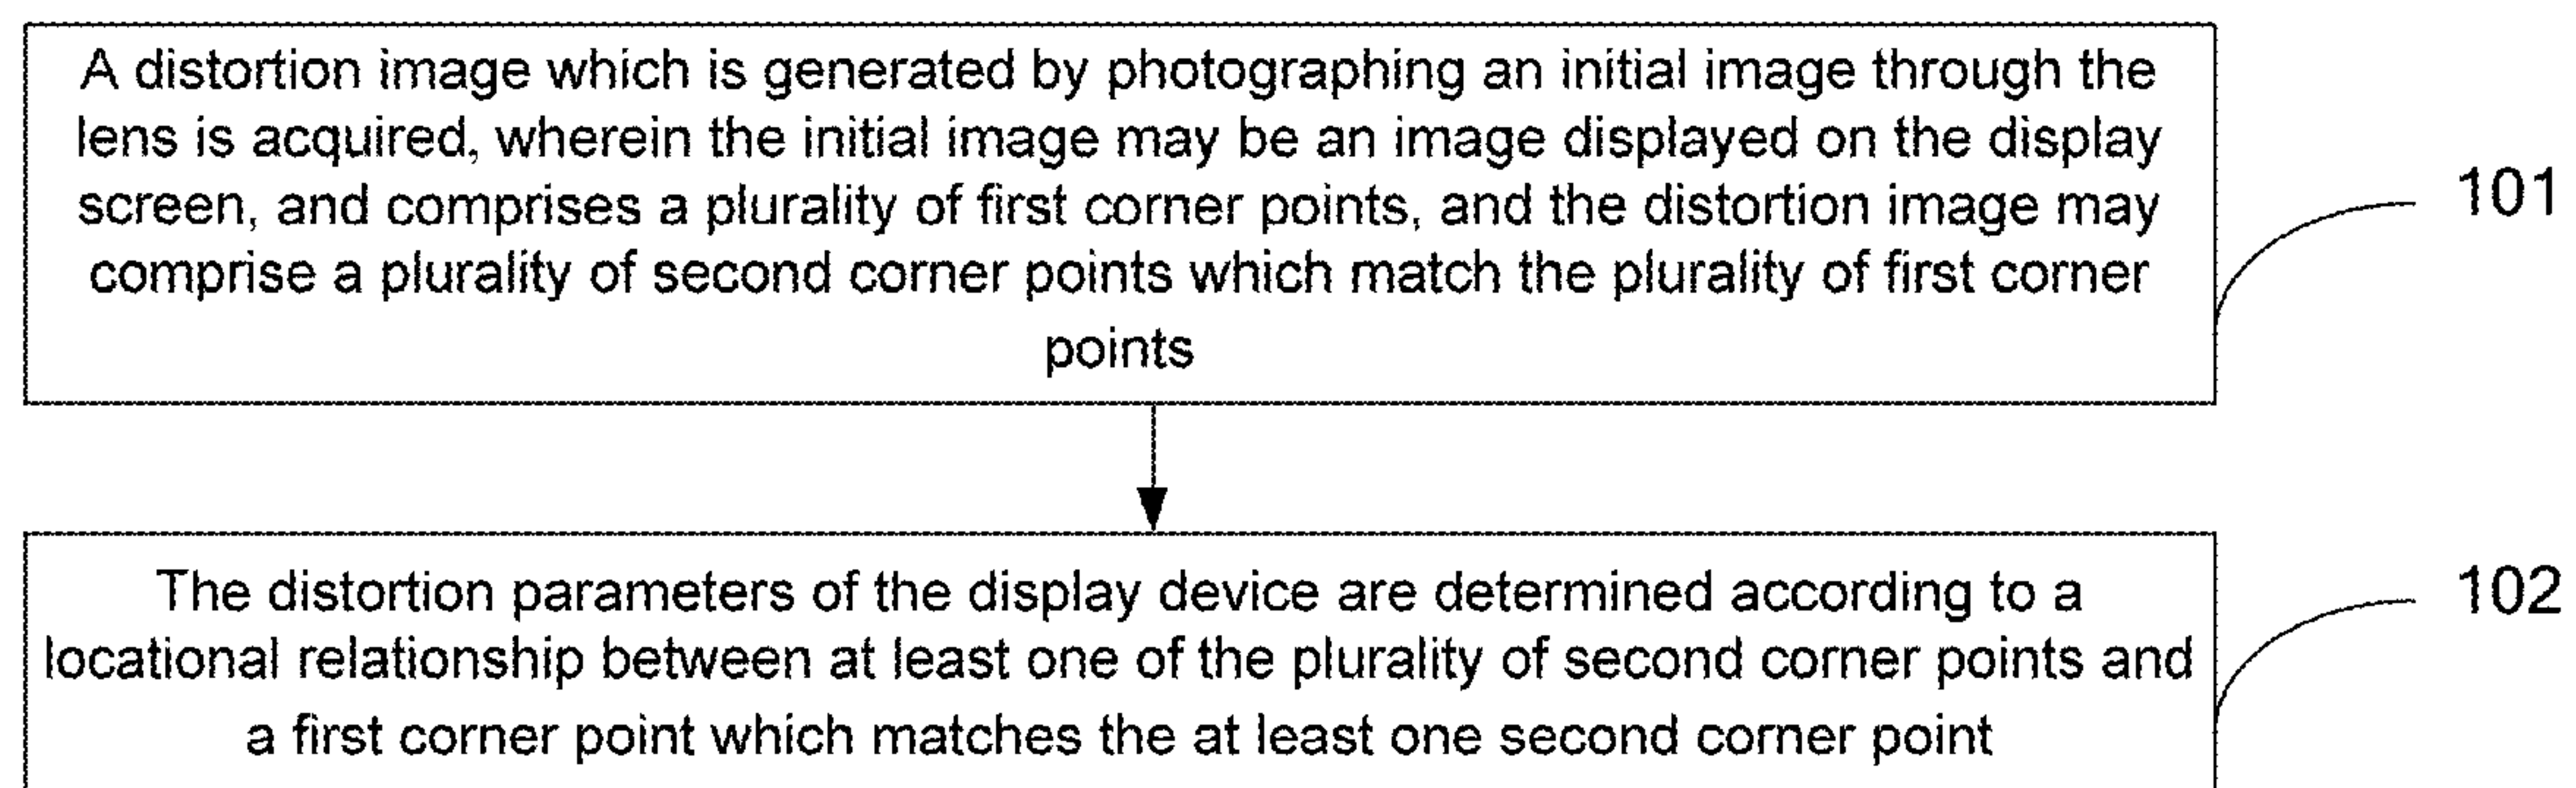 A distortion image which is generated by photographing an initial image through the
lens is acquired, wherein the initial image may be an image displayed on the display
screen, and comprises a plurality of first corner points, and the distortion image may
comprise a plurality of second corner points which match the plurality of first corner
points
101
The distortion parameters of the display device are determined according to a
locational relationship between at least one of the plurality of second corner points and
a first corner point which matches the at least one second corner point
102